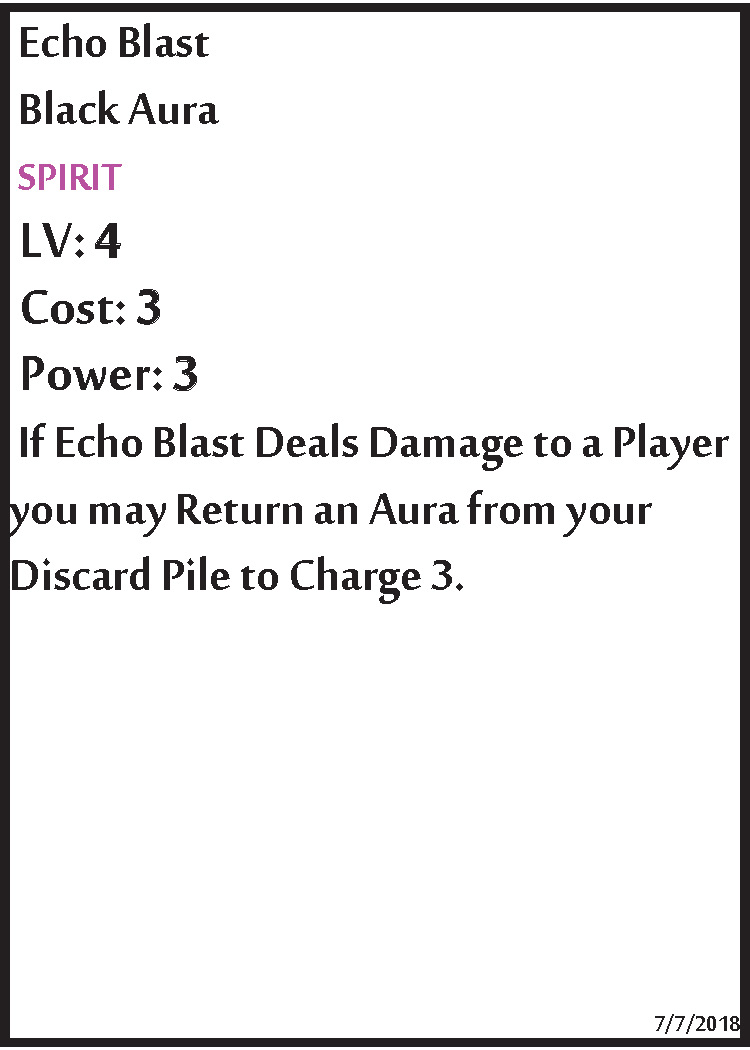 Echo Blast
Black Aura
SPIRIT
LV: 4
Cost: 3
Power: 3
If Echo Blast Deals Damage to a Player
you may Return an Aura from your
Discard Pile to Charge 3.
7/7/2018